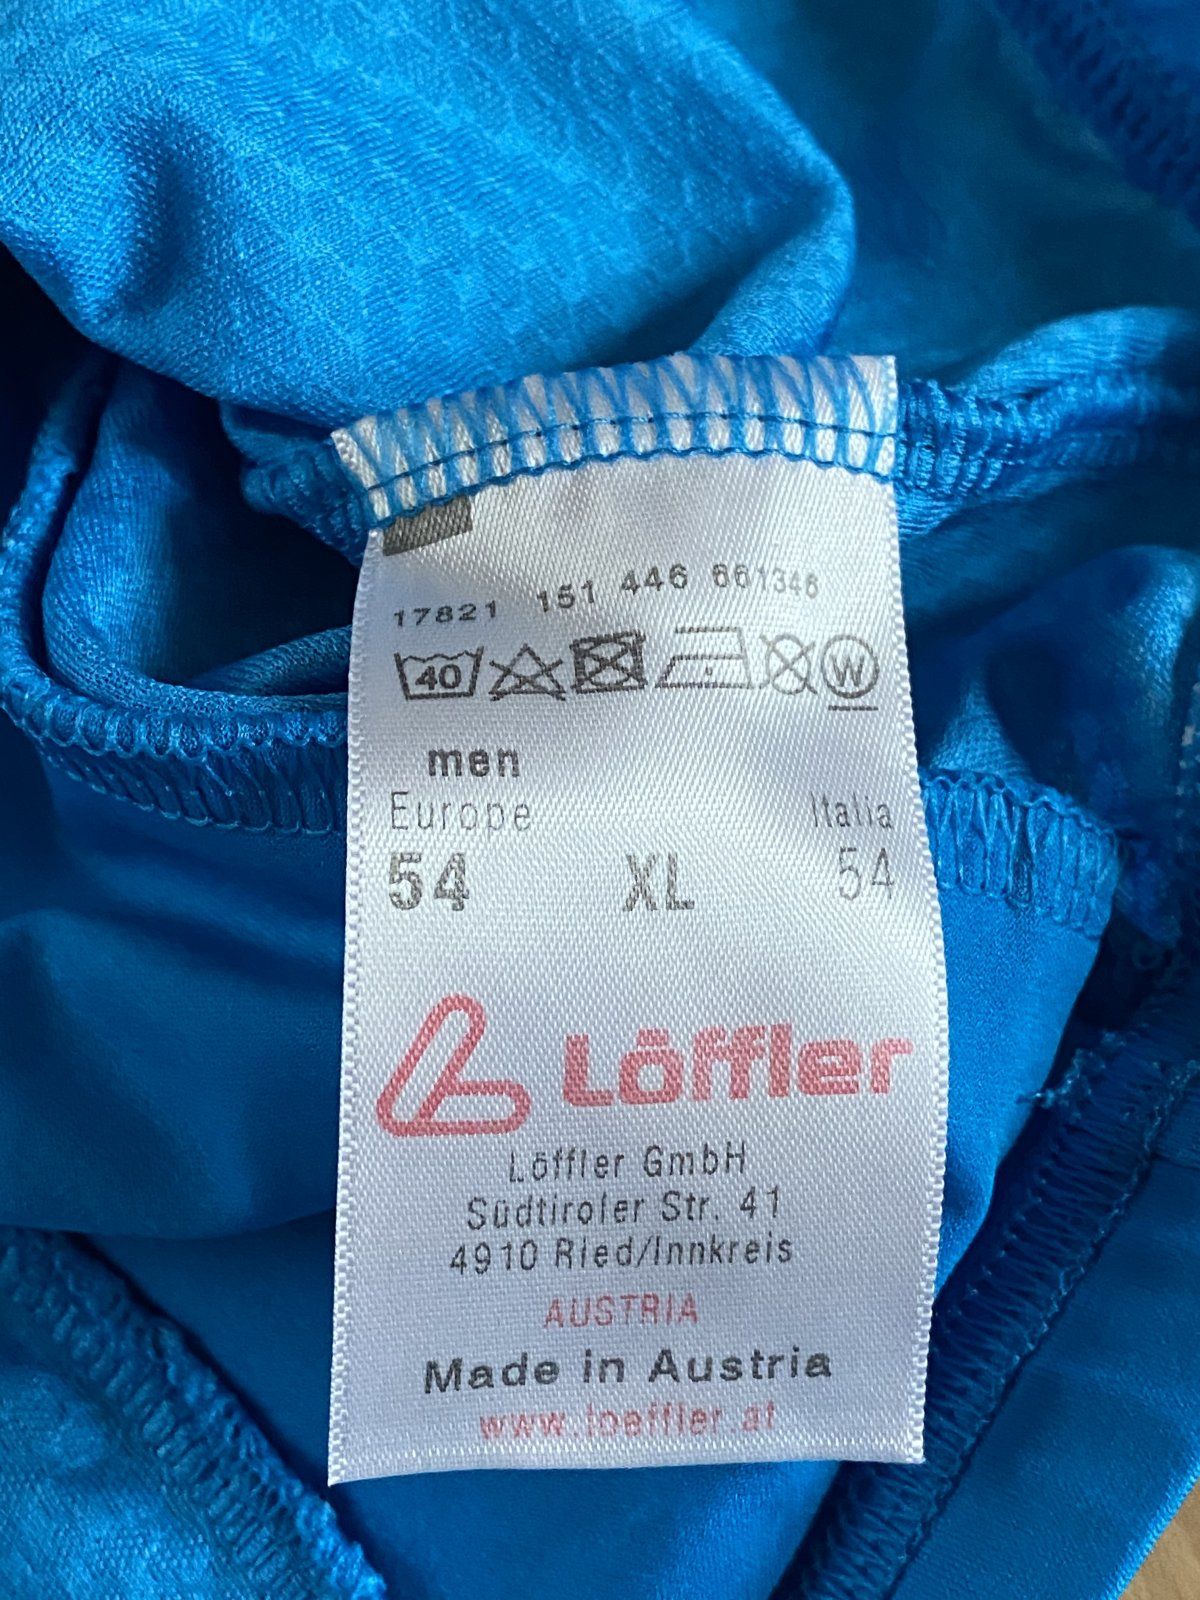 17821 151 446 661346
40 W
men
Europe Italia
54 XL 54
Löffler
Löffler GmbH
Südtiroler Str. 41
4910 Ried/Innkreis
AUSTRIA
Made in Austria
www.loeffler.at